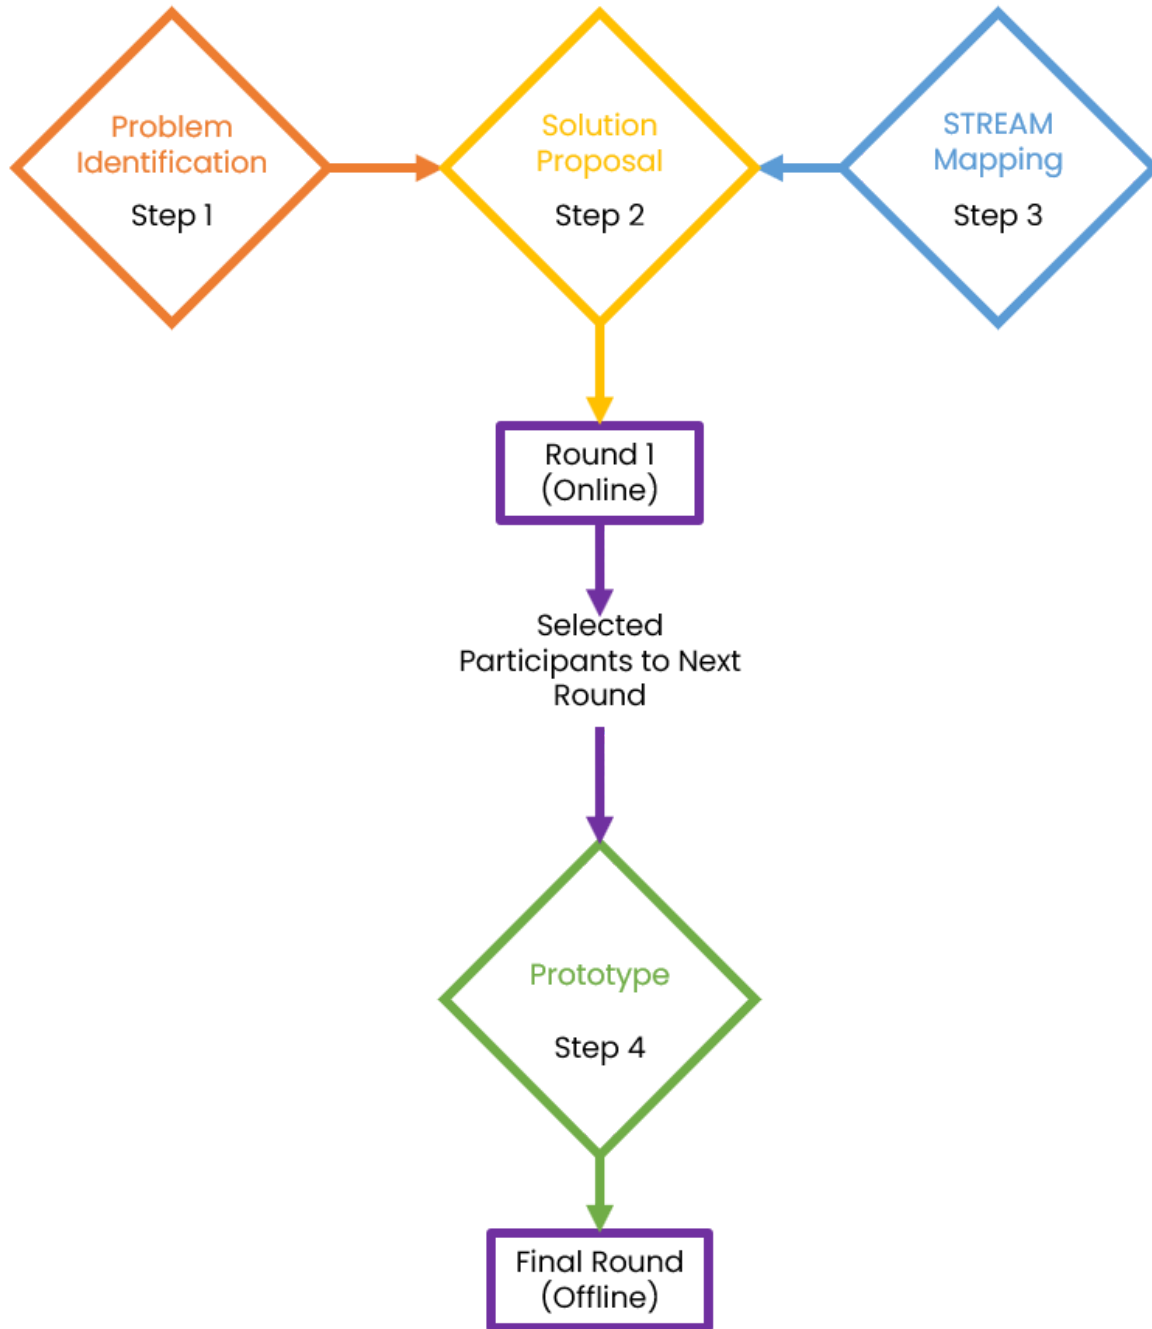 Problem
Identification
Step 1
Solution
Proposal
Step 2
STREAM
Mapping
Step 3
Round 1
(Online)
Selected
Participants to Next
Round
Prototype
Step 4
Final Round
(Offline)